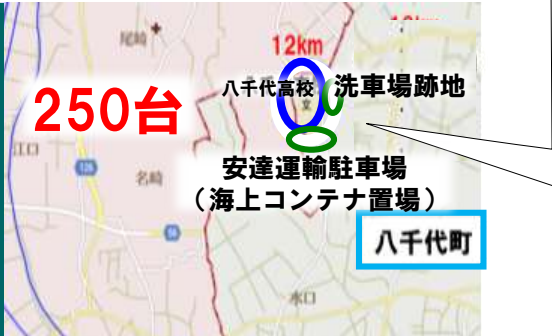 尾崎
12km
八千代高校
洗車場跡地
250台
江口
名崎
安達運輸駐車場
(海上コンテナ置場)
八千代町
水口